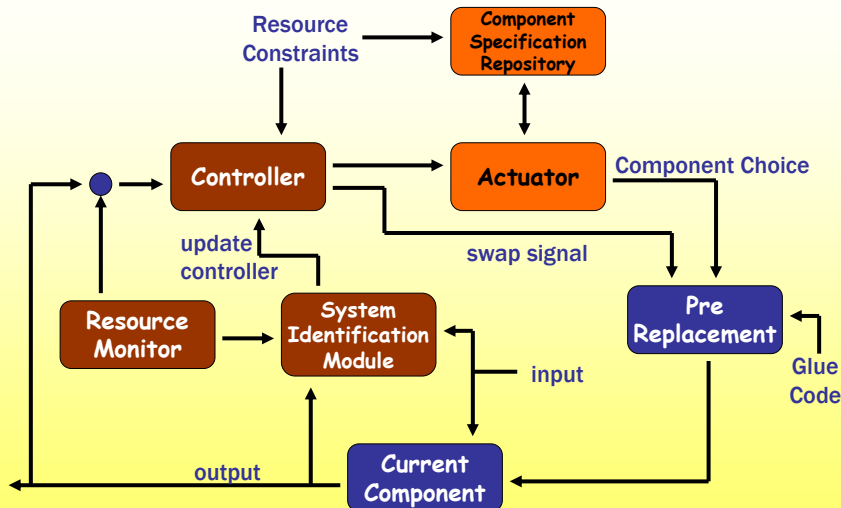 Resource
Constraints
Component
Specification
Repository
Controller
Actuator
Component Choice
update
controller
swap signal
Resource
Monitor
System
Identification
Module
Pre
Replacement
input
Glue
Code
output
Current
Component